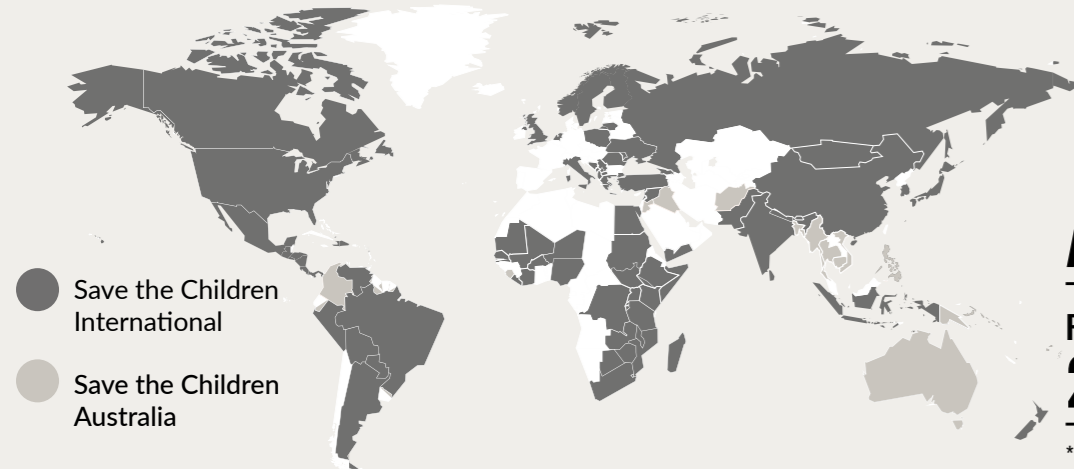 Save the Children
International
Save the Children
Australia
*